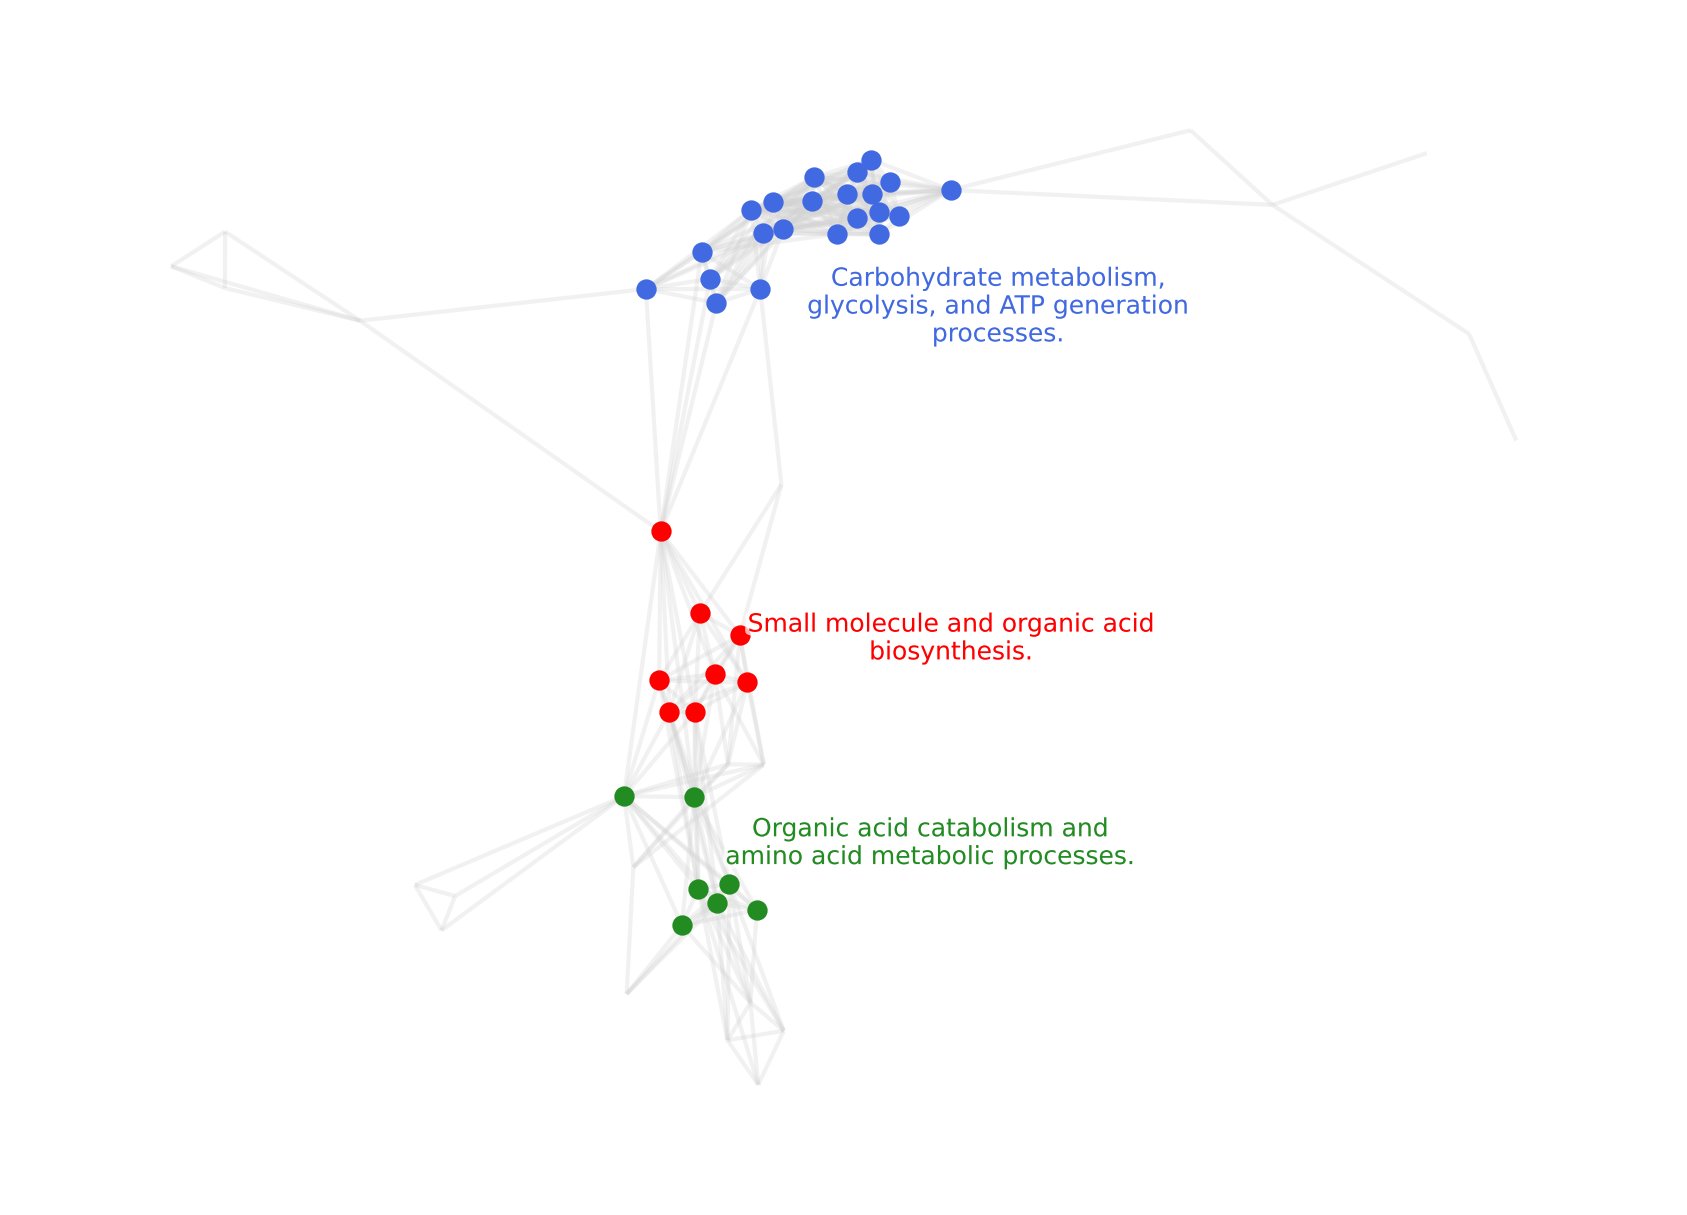 Carbohydrate metabolism,
glycolysis, and ATP generation
processes.
Small molecule and organic acid
biosynthesis.
Organic acid catabolism and
amino acid metabolic processes.